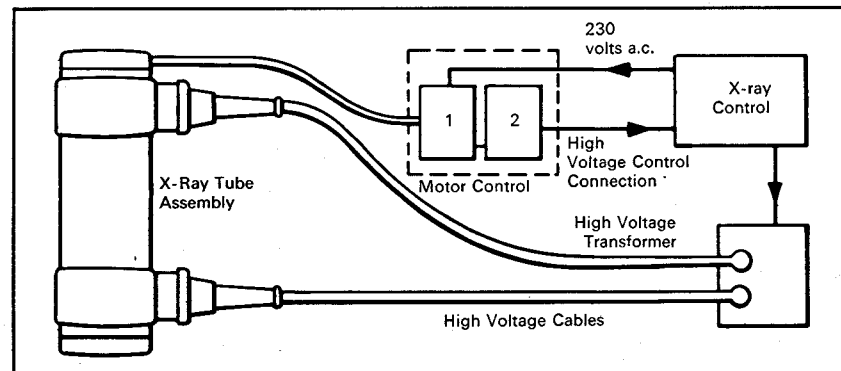 230
volts a.c.
X-ray
Control
1
2
High
Voltage Control
Connection
Motor Control
X-Ray Tube
Assembly
High Voltage
Transformer
High Voltage Cables